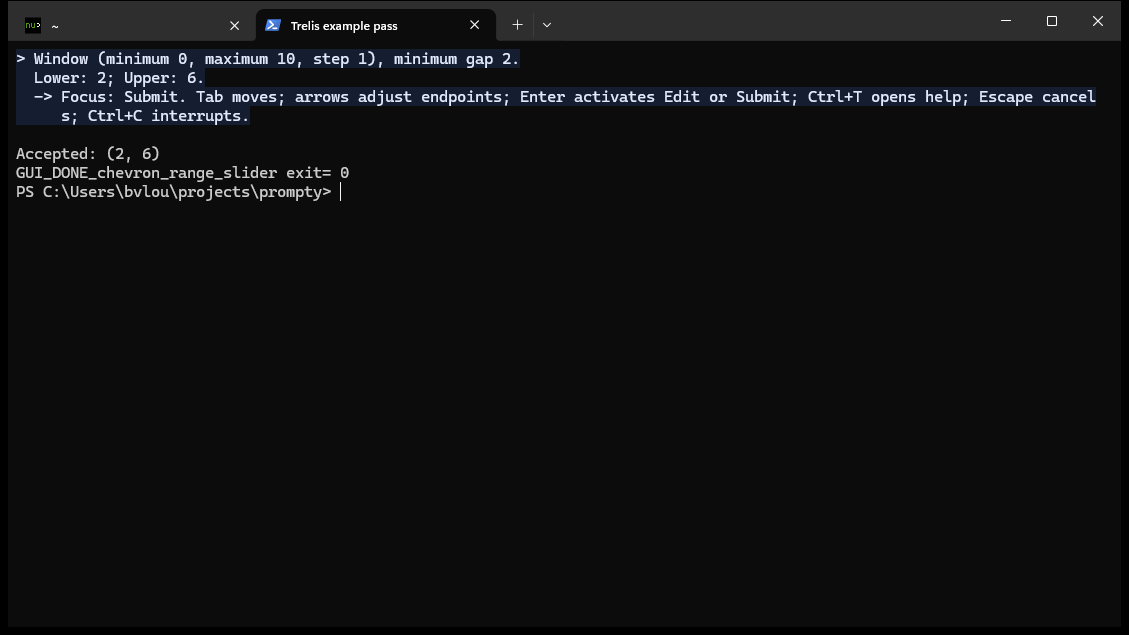 nu> ~
Trelis example pass
> Window (minimum 0, maximum 10, step 1), minimum gap 2.
Lower: 2; Upper: 6.
-> Focus: Submit. Tab moves; arrows adjust endpoints; Enter activates Edit or Submit; Ctrl+T opens help; Escape cancel
s; Ctrl+C interrupts.
Accepted: (2, 6)
GUI_DONE_chevron_range_slider exit= 0
PS C:\Users\bvlou\projects\prompty>